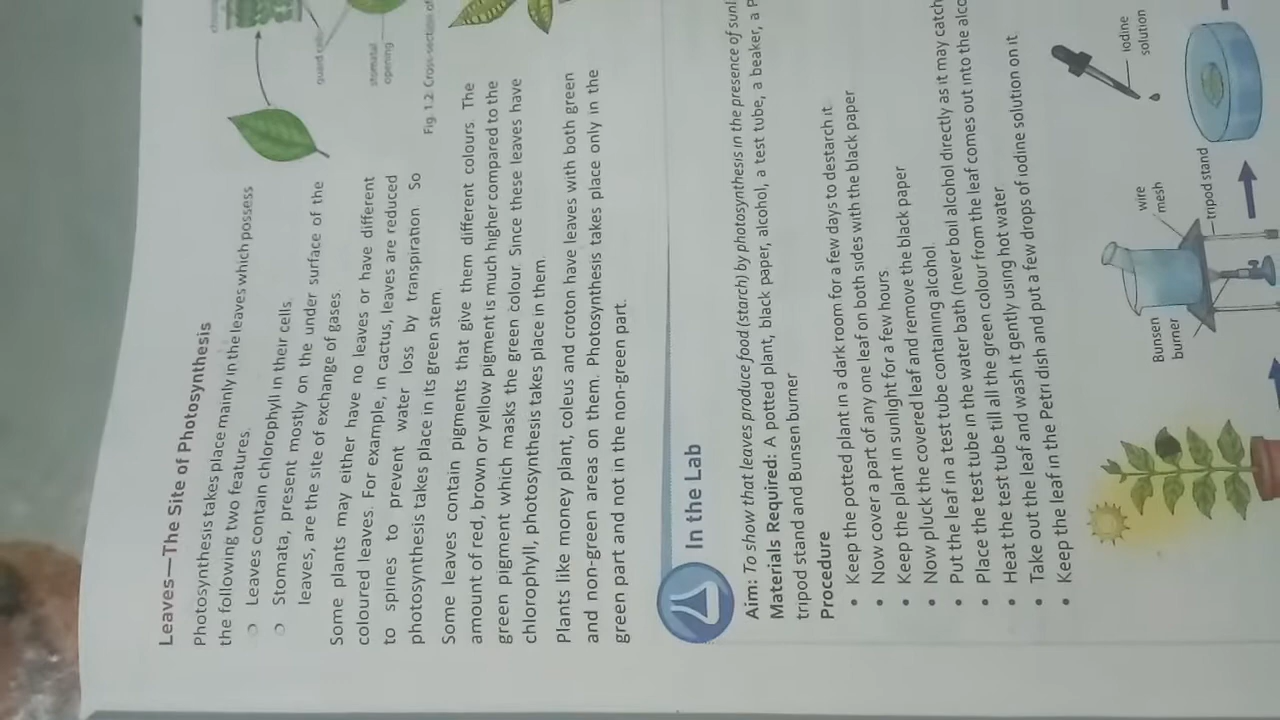 Leaves—The Site of Photosynthesis
Photosynthesis takes place mainly in the leaves which possess
the following two features.
Leaves contain chlorophyll in their cells
Stomata, present mostly on the under surface of the
leaves, are the site of exchange of gases.
Some plants may either have no leaves or have different
coloured leaves. For example, in cactus, leaves are reduced
to spines to prevent water loss by transpiration So
photosynthesis takes place in its green stem.
guard cell
stomatal
opening
Fig. 1.2: Cross-section of
Some leaves contain pigments that give them different colours. The
amount of red, brown or yellow pigment is much higher compared to the
green pigment which masks the green colour. Since these leaves have
chlorophyll, photosynthesis takes place in them.
Plants like money plant, coleus and croton have leaves with both green
and non-green areas on them. Photosynthesis takes place only in the
green part and not in the non-green part.
In the Lab
Aim: To show that leaves produce food (starch) by photosynthesis in the presence of
Materials Required: A potted plant, black paper, alcohol, a test tube, a beaker, a
tripod stand and Bunsen burner
Procedure
• Keep the potted plant in a dark room for a few days to destarch it
• Now cover a part of any one leaf on both sides with the black paper
• Keep the plant in sunlight for a few hours
• Now pluck the covered leaf and remove the black paper
• Put the leaf in a test tube containing alcohol.
• Place the test tube in the water bath (never boil alcohol directly as it may catch
• Heat the test tube till all the green colour from the leaf comes out into the
• Take out the leaf and wash it gently using hot water
• Keep the leaf in the Petri dish and put a few drops of iodine solution on it
Bunsen
burner
wire
mesh
tripod stand
iodine
solution